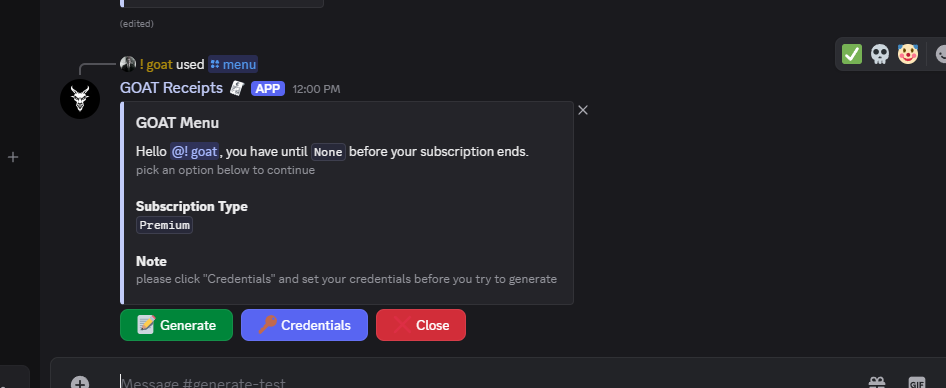 (edited)
! goat used menu
GOAT Receipts APP 12:00 PM
GOAT Menu
Hello @! goat, you have until None before your subscription ends.
pick an option below to continue
Subscription Type
Premium
Note
please click "Credentials" and set your credentials before you try to generate
Generate Credentials Close
Message #generate-test
GIF